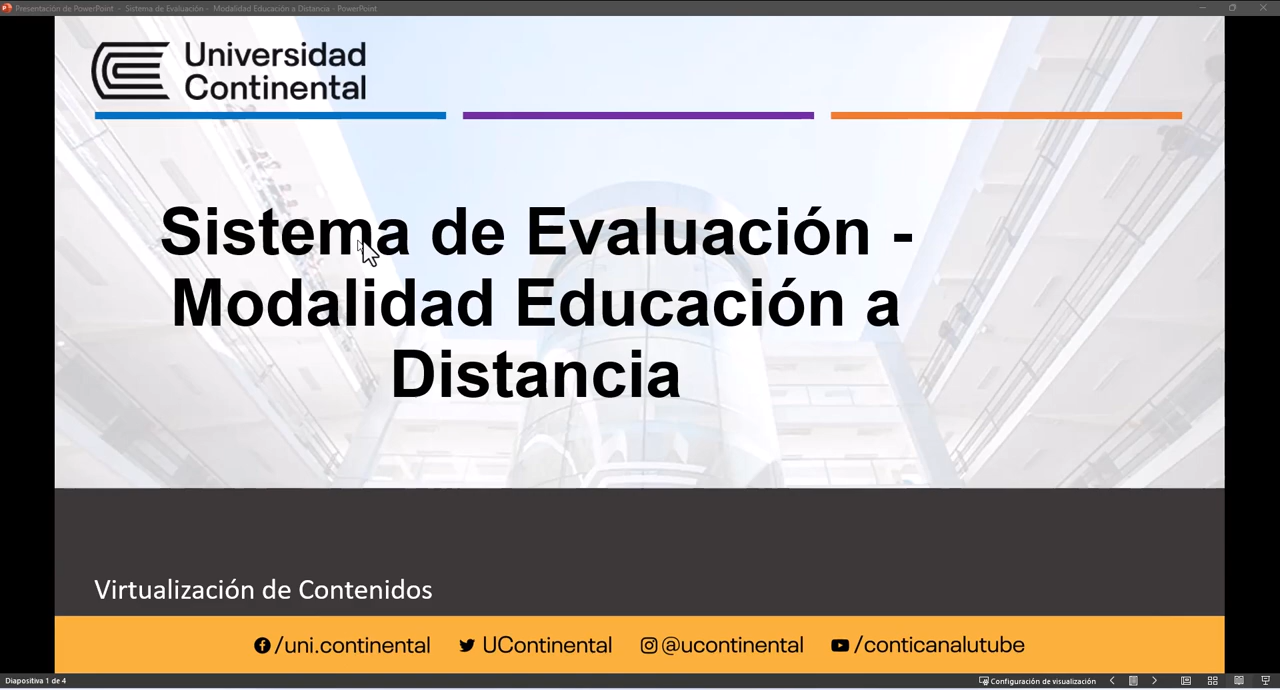 Presentación de PowerPoint - Sistema de Evaluación - Modalidad Educación a Distancia - PowerPoint
Universidad
Continental
Sistema de Evaluación -
Modalidad Educación a
Distancia
Virtualización de Contenidos
/uni.continental UContinental @ucontinental /conticanalutube
Diapositiva 1 de 4 Configuración de visualización